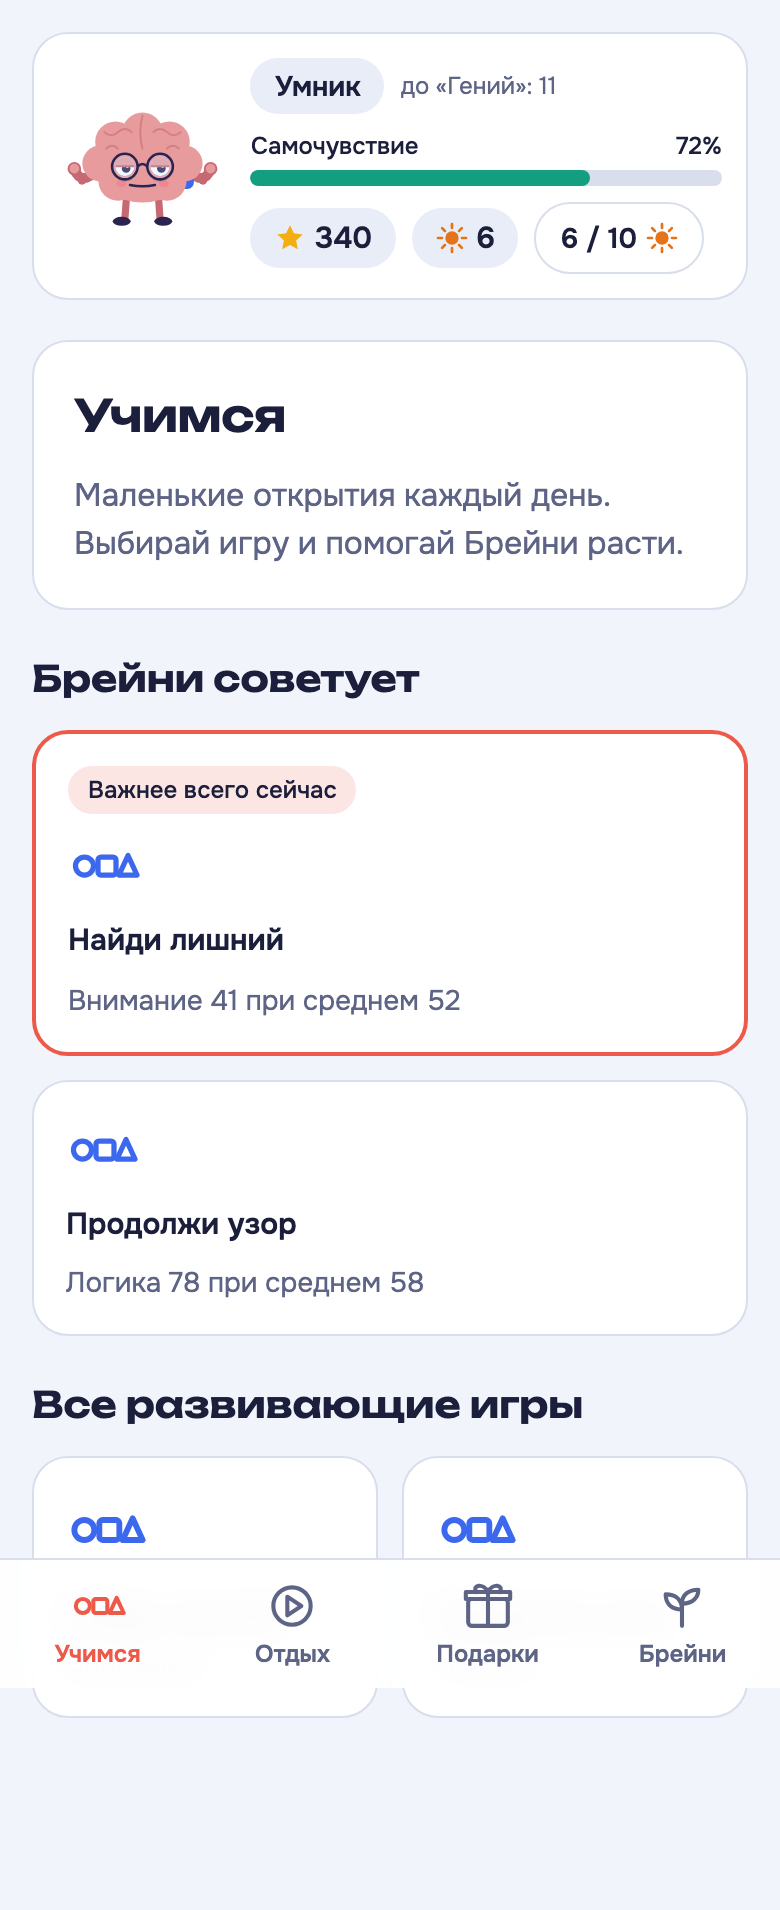 Умник
до «Гений»: 11
Самочувствие
72%
340
6
6 / 10
Учимся
Маленькие открытия каждый день.
Выбирай игру и помогай Брейни расти.
Брейни советует
Важнее всего сейчас
Найди лишний
Внимание 41 при среднем 52
Продолжи узор
Логика 78 при среднем 58
Все развивающие игры
Учимся
Отдых
Подарки
Брейни